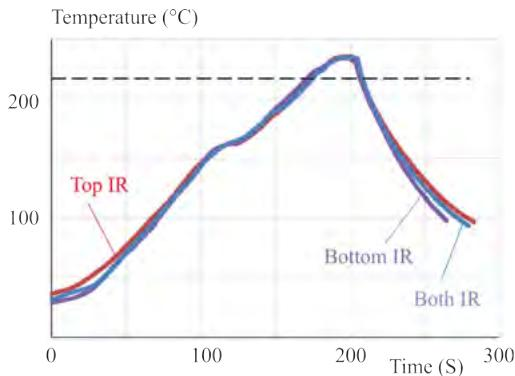 Temperature (°C)
200
Top IR
100
Bottom IR
Both IR
0 100 200 300
Time (S)